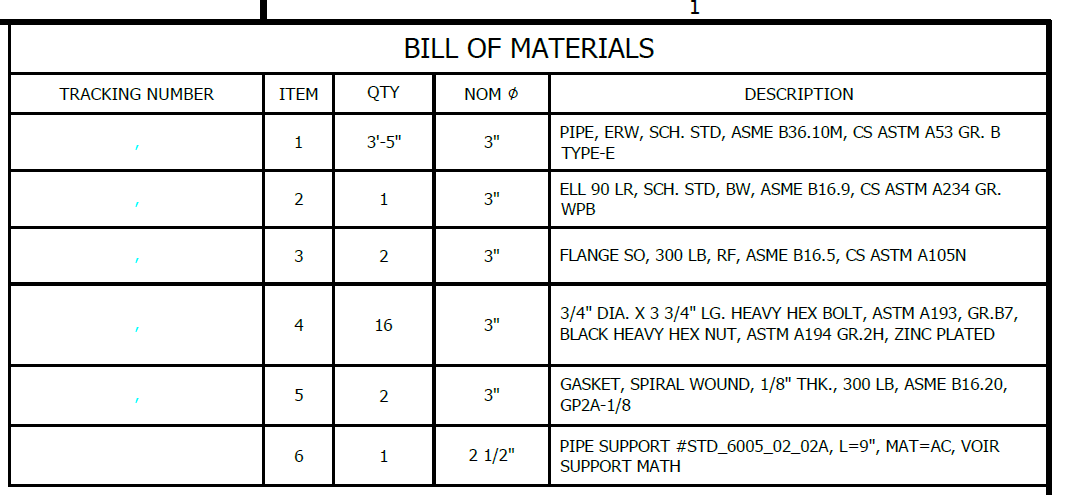 1
BILL OF MATERIALS
TRACKING NUMBER ITEM QTY NOM ⌀ DESCRIPTION
, 1 3'-5" 3" PIPE, ERW, SCH. STD, ASME B36.10M, CS ASTM A53 GR. B
TYPE-E
, 2 1 3" ELL 90 LR, SCH. STD, BW, ASME B16.9, CS ASTM A234 GR.
WPB
, 3 2 3" FLANGE SO, 300 LB, RF, ASME B16.5, CS ASTM A105N
, 4 16 3" 3/4" DIA. X 3 3/4" LG. HEAVY HEX BOLT, ASTM A193, GR.B7,
BLACK HEAVY HEX NUT, ASTM A194 GR.2H, ZINC PLATED
, 5 2 3" GASKET, SPIRAL WOUND, 1/8" THK., 300 LB, ASME B16.20,
GP2A-1/8
6 1 2 1/2" PIPE SUPPORT #STD_6005_02_02A, L=9", MAT=AC, VOIR
SUPPORT MATH